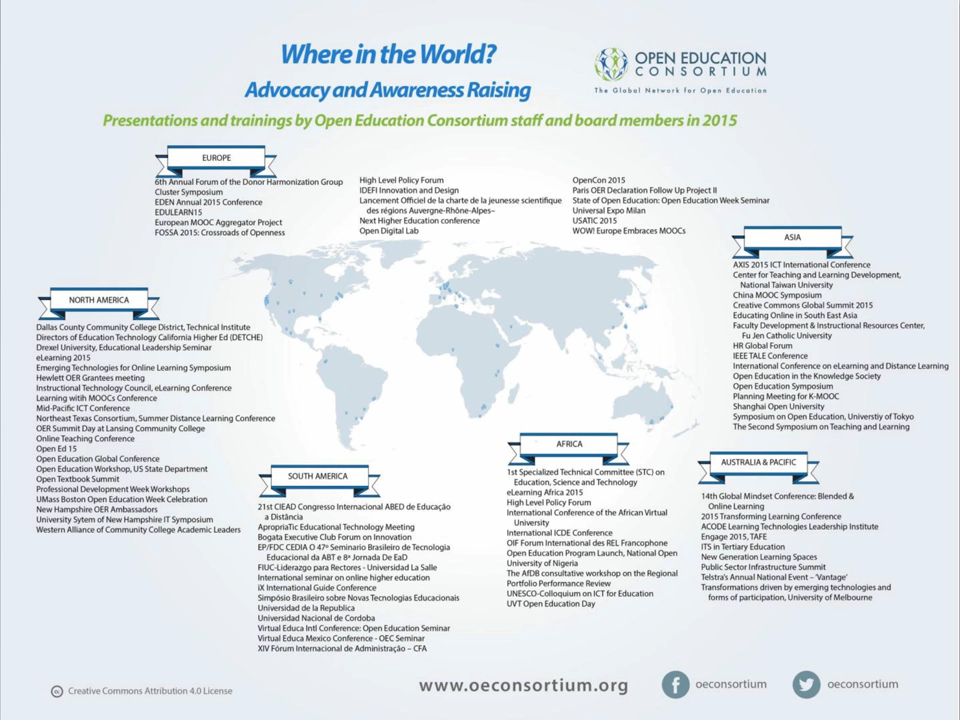 Where in the World?
Advocacy and Awareness Raising
OPEN EDUCATION
CONSORTIUM
The Global Network for Open Education
Presentations and trainings by Open Education Consortium staff and board members in 2015
EUROPE
6th Annual Forum of the Donor Harmonization Group
Cluster Symposium
EDEN Annual 2015 Conference
EDULEARN15
European MOOC Aggregator Project
FOSSA 2015: Crossroads of Openness
High Level Policy Forum
IDEFI Innovation and Design
Lancement Officiel de la charte de la jeunesse scientifique
des régions Auvergne-Rhône-Alpes–
Next Higher Education conference
Open Digital Lab
OpenCon 2015
Paris OER Declaration Follow Up Project II
State of Open Education: Open Education Week Seminar
Universal Expo Milan
USATIC 2015
WOW! Europe Embraces MOOCs
ASIA
AXIS 2015 ICT International Conference
Center for Teaching and Learning Development,
National Taiwan University
China MOOC Symposium
Creative Commons Global Summit 2015
Educating Online in South East Asia
Faculty Development & Instructional Resources Center,
Fu Jen Catholic University
HR Global Forum
IEEE TALE Conference
International Conference on eLearning and Distance Learning
Open Education in the Knowledge Society
Open Education Symposium
Planning Meeting for K-MOOC
Shanghai Open University
Symposium on Open Education, Universtiy of Tokyo
The Second Symposium on Teaching and Learning
NORTH AMERICA
Dallas County Community College District, Technical Institute
Directors of Education Technology California Higher Ed (DETCHE)
Drexel University, Educational Leadership Seminar
eLearning 2015
Emerging Technologies for Online Learning Symposium
Hewlett OER Grantees meeting
Instructional Technology Council, eLearning Conference
Learning witih MOOCs Conference
Mid-Pacific ICT Conference
Northeast Texas Consortium, Summer Distance Learning Conference
OER Summit Day at Lansing Community College
Online Teaching Conference
Open Ed 15
Open Education Global Conference
Open Education Workshop, US State Department
Open Textbook Summit
Professional Development Week Workshops
UMass Boston Open Education Week Celebration
New Hampshire OER Ambassadors
University Sytem of New Hampshire IT Symposium
Western Alliance of Community College Academic Leaders
SOUTH AMERICA
21st CIEAD Congresso Internacional ABED de Educação
a Distância
ApropriaTic Educational Technology Meeting
Bogata Executive Club Forum on Innovation
EP/FDC CEDIA O 47º Seminario Brasileiro de Tecnologia
Educacional da ABT e 8ª Jornada De EaD
FIUC-Liderazgo para Rectores - Universidad La Salle
International seminar on online higher education
iX International Guide Conference
Simpósio Brasileiro sobre Novas Tecnologias Educacionais
Universidad de la Republica
Universidad Nacional de Cordoba
Virtual Educa Intl Conference: Open Education Seminar
Virtual Educa Mexico Conference - OEC Seminar
XIV Fórum Internacional de Administração – CFA
AFRICA
1st Specialized Technical Committee (STC) on
Education, Science and Technology
eLearning Africa 2015
High Level Policy Forum
International Conference of the African Virtual
University
International ICDE Conference
OIF Forum International des REL Francophone
Open Education Program Launch, National Open
University of Nigeria
The AfDB consultative workshop on the Regional
Portfolio Performance Review
UNESCO-Colloquium on ICT for Education
UVT Open Education Day
AUSTRALIA & PACIFIC
14th Global Mindset Conference: Blended &
Online Learning
2015 Transforming Learning Conference
ACODE Learning Technologies Leadership Institute
Engage 2015, TAFE
ITS in Tertiary Education
New Generation Learning Spaces
Public Sector Infrastructure Summit
Telstra's Annual National Event – 'Vantage'
Transformations driven by emerging technologies and
forms of participation, University of Melbourne
cc Creative Commons Attribution 4.0 License
www.oeconsortium.org
oeconsortium
oeconsortium